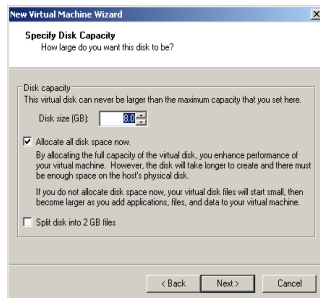 New Virtual Machine Wizard
Specify Disk Capacity
How large do you want this disk to be?
Disk capacity
This virtual disk can never be larger than the maximum capacity that you set here.
Disk size (GB): 8.0
Allocate all disk space now.
By allocating the full capacity of the virtual disk, you enhance performance of
your virtual machine. However, the disk will take longer to create and there must
be enough space on the host's physical disk.
If you do not allocate disk space now, your virtual disk files will start small, then
become larger as you add applications, files, and data to your virtual machine.
Split disk into 2 GB files
< Back Next > Cancel